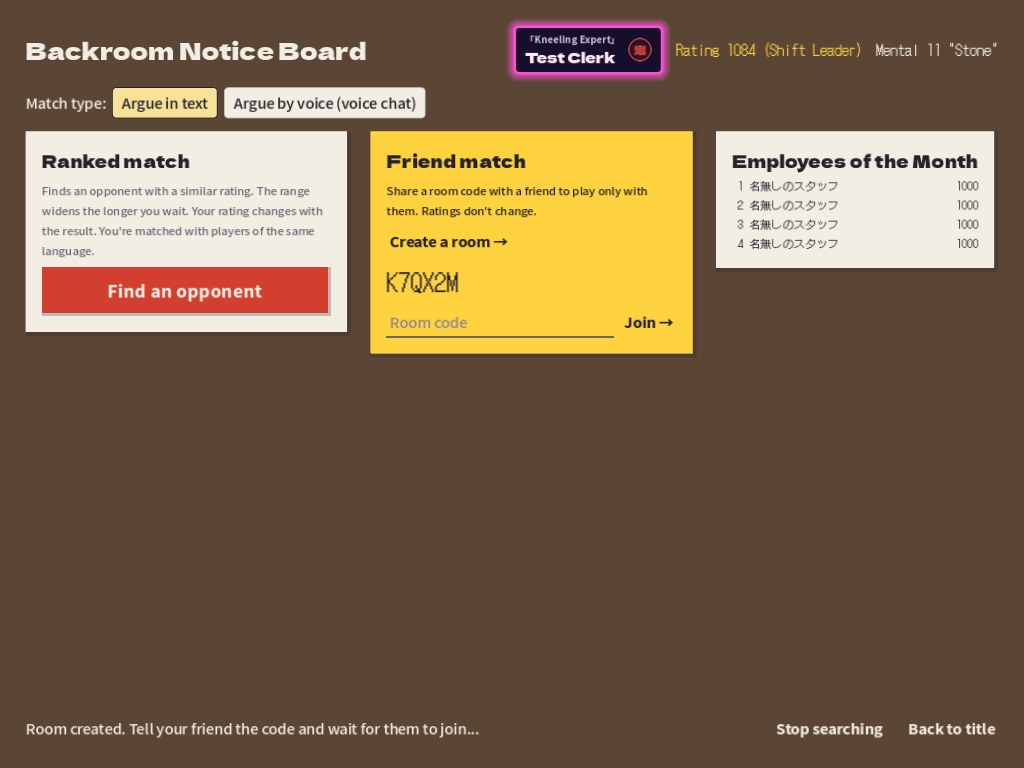 Backroom Notice Board
「Kneeling Expert」
Test Clerk
Rating 1084 (Shift Leader)
Mental 11 "Stone"
Match type:
Argue in text
Argue by voice (voice chat)
Ranked match
Finds an opponent with a similar rating. The range
widens the longer you wait. Your rating changes with
the result. You're matched with players of the same
language.
Find an opponent
Friend match
Share a room code with a friend to play only with
them. Ratings don't change.
Create a room →
K7QX2M
Room code
Join →
Employees of the Month
1 名無しのスタッフ 1000
2 名無しのスタッフ 1000
3 名無しのスタッフ 1000
4 名無しのスタッフ 1000
Room created. Tell your friend the code and wait for them to join...
Stop searching
Back to title